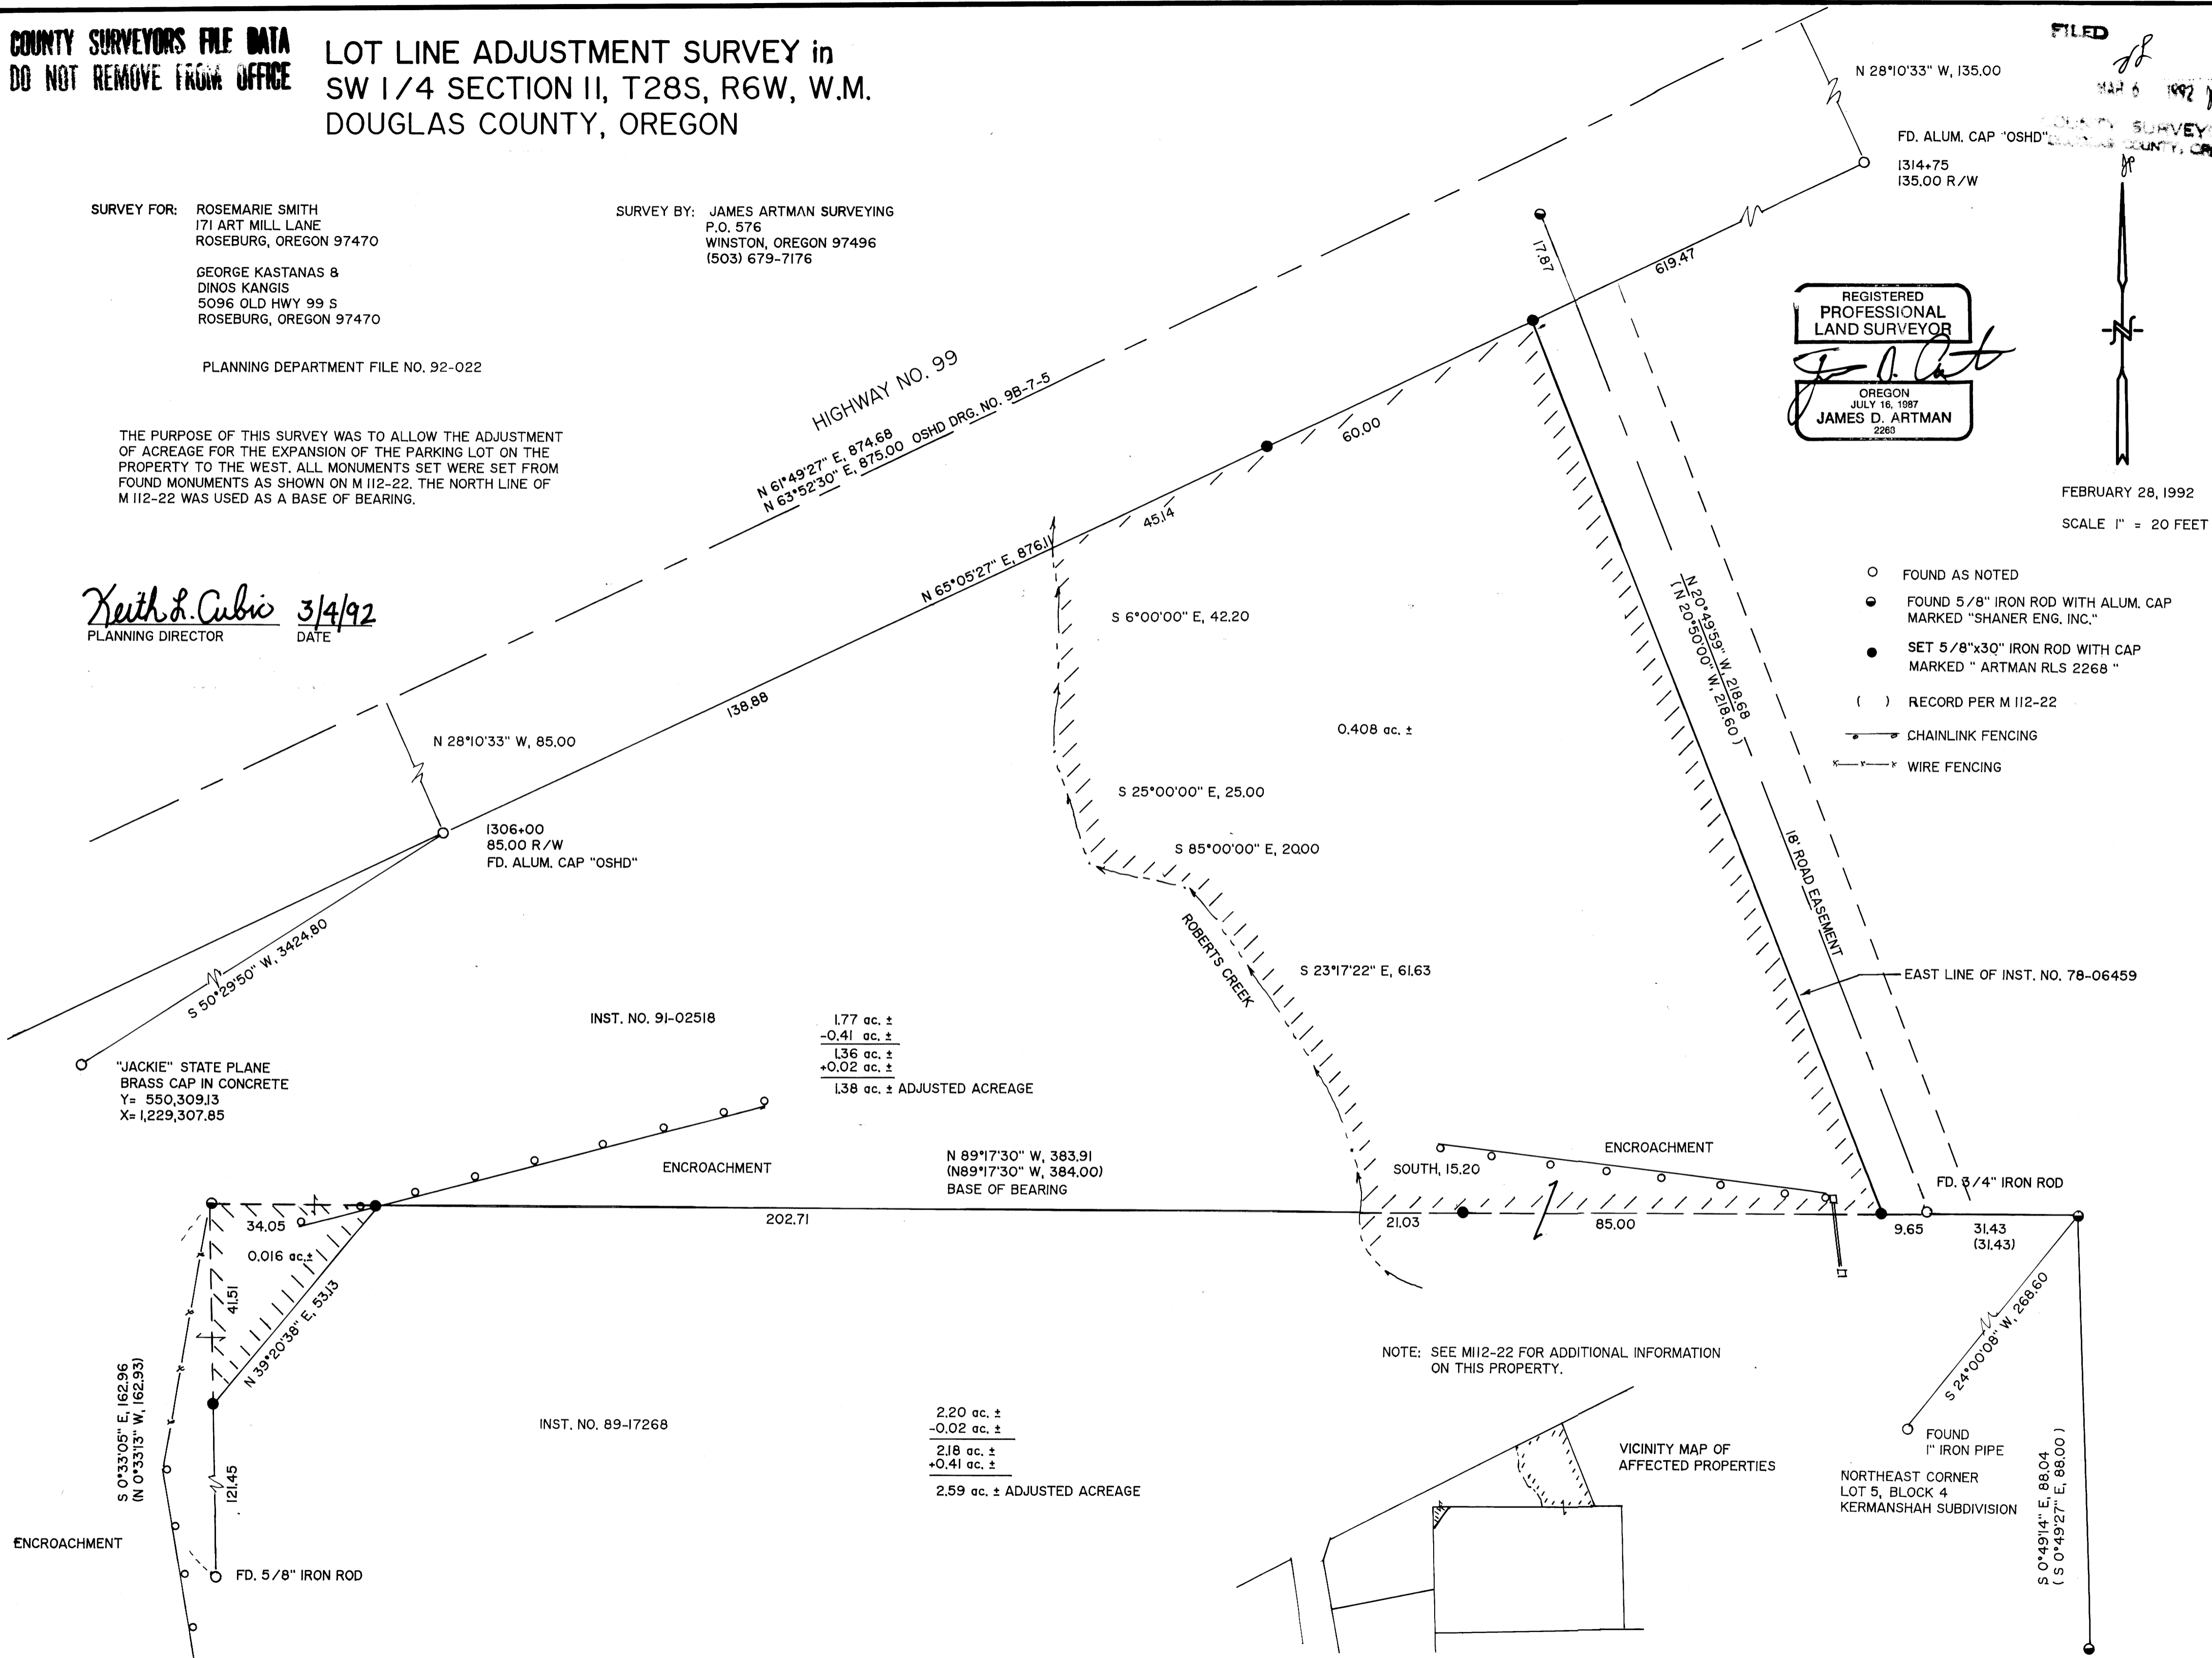 COUNTY SURVEYORS FILE DATA
DO NOT REMOVE FROM OFFICE
LOT LINE ADJUSTMENT SURVEY in
SW 1/4 SECTION 11, T28S, R6W, W.M.
DOUGLAS COUNTY, OREGON
FILED
MAR 6 1992
COUNTY SURVEY
DOUGLAS COUNTY, OR
SURVEY FOR: ROSEMARIE SMITH
171 ART MILL LANE
ROSEBURG, OREGON 97470
GEORGE KASTANAS &
DINOS KANGIS
5096 OLD HWY 99 S
ROSEBURG, OREGON 97470
SURVEY BY: JAMES ARTMAN SURVEYING
P.O. 576
WINSTON, OREGON 97496
(503) 679-7176
PLANNING DEPARTMENT FILE NO. 92-022
THE PURPOSE OF THIS SURVEY WAS TO ALLOW THE ADJUSTMENT
OF ACREAGE FOR THE EXPANSION OF THE PARKING LOT ON THE
PROPERTY TO THE WEST. ALL MONUMENTS SET WERE SET FROM
FOUND MONUMENTS AS SHOWN ON M 112-22. THE NORTH LINE OF
M 112-22 WAS USED AS A BASE OF BEARING.
Keith L. Cubic 3/4/92
PLANNING DIRECTOR DATE
N 28°10'33" W, 135.00
FD. ALUM. CAP "OSHD"
1314+75
135.00 R/W
17.87
619.47
REGISTERED
PROFESSIONAL
LAND SURVEYOR
OREGON
JULY 16, 1987
JAMES D. ARTMAN
2268
N
FEBRUARY 28, 1992
SCALE 1" = 20 FEET
FOUND AS NOTED
FOUND 5/8" IRON ROD WITH ALUM. CAP
MARKED "SHANER ENG. INC."
SET 5/8"x30" IRON ROD WITH CAP
MARKED " ARTMAN RLS 2268 "
( ) RECORD PER M 112-22
CHAINLINK FENCING
WIRE FENCING
HIGHWAY NO. 99
N 61°49'27" E, 874.68
N 63°52'30" E, 875.00 OSHD DRG. NO. 9B-7-5
60.00
45.14
N 65°05'27" E, 876.11
138.88
S 6°00'00" E, 42.20
0.408 ac. ±
N 20°49'59" W, 218.68
( N 20°50'00" W, 218.60 )
18' ROAD EASEMENT
N 28°10'33" W, 85.00
1306+00
85.00 R/W
FD. ALUM. CAP "OSHD"
S 25°00'00" E, 25.00
S 85°00'00" E, 20.00
ROBERTS CREEK
S 23°17'22" E, 61.63
EAST LINE OF INST. NO. 78-06459
S 50°29'50" W, 3424.80
"JACKIE" STATE PLANE
BRASS CAP IN CONCRETE
Y= 550,309.13
X= 1,229,307.85
INST. NO. 91-02518
1.77 ac. ±
-0.41 ac. ±
1.36 ac. ±
+0.02 ac. ±
1.38 ac. ± ADJUSTED ACREAGE
ENCROACHMENT
N 89°17'30" W, 383.91
(N89°17'30" W, 384.00)
BASE OF BEARING
SOUTH, 15.20
ENCROACHMENT
FD. 3/4" IRON ROD
34.05
202.71
21.03
85.00
9.65
31.43
(31.43)
0.016 ac.±
41.51
N 39°20'38" E, 53.13
S 0°33'05" E, 162.96
(N 0°33'13" W, 162.93)
121.45
ENCROACHMENT
FD. 5/8" IRON ROD
INST. NO. 89-17268
2.20 ac. ±
-0.02 ac. ±
2.18 ac. ±
+0.41 ac. ±
2.59 ac. ± ADJUSTED ACREAGE
NOTE: SEE M112-22 FOR ADDITIONAL INFORMATION
ON THIS PROPERTY.
VICINITY MAP OF
AFFECTED PROPERTIES
S 24°00'08" W, 268.60
FOUND
1" IRON PIPE
NORTHEAST CORNER
LOT 5, BLOCK 4
KERMANSHAH SUBDIVISION
S 0°49'14" E, 88.04
( S 0°49'27" E, 88.00 )